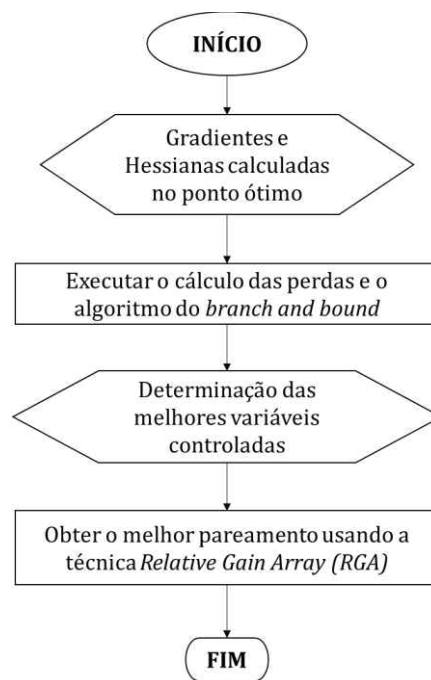 INÍCIO
Gradientes e
Hessianas calculadas
no ponto ótimo
Executar o cálculo das perdas e o
algoritmo do branch and bound
Determinação das
melhores variáveis
controladas
Obter o melhor pareamento usando a
técnica Relative Gain Array (RGA)
FIM